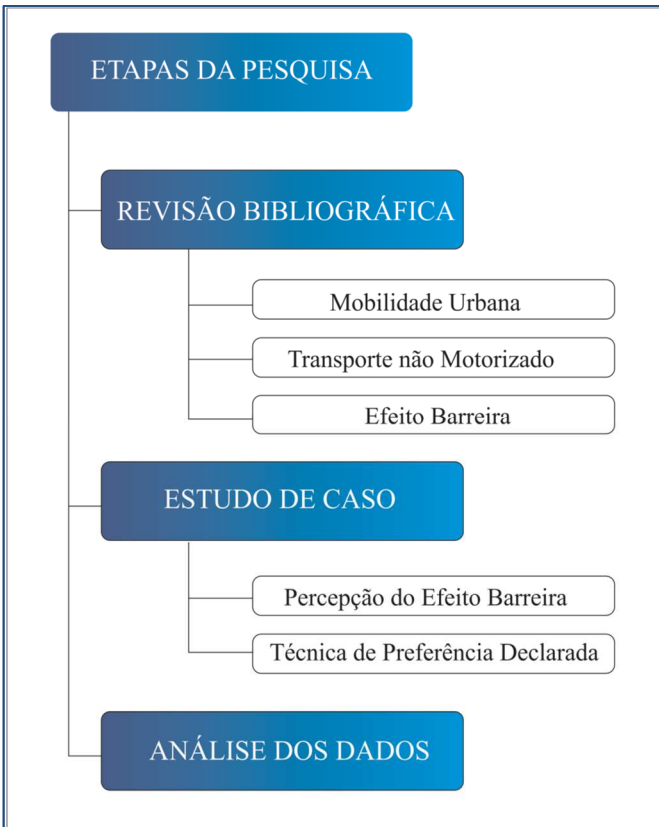 ETAPAS DA PESQUISA
REVISÃO BIBLIOGRÁFICA
Mobilidade Urbana
Transporte não Motorizado
Efeito Barreira
ESTUDO DE CASO
Percepção do Efeito Barreira
Técnica de Preferência Declarada
ANÁLISE DOS DADOS